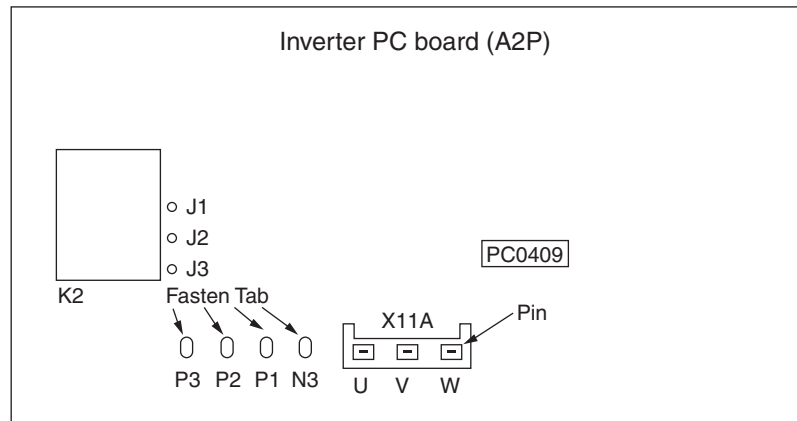 Inverter PC board (A2P)
J1
J2
PC0409
J3
K2
Fasten Tab
X11A
Pin
P3 P2 P1 N3
U V W